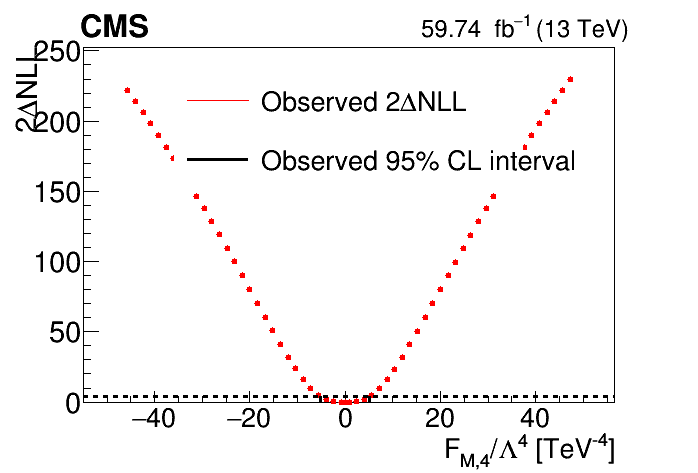 CMS
59.74 fb⁻¹ (13 TeV)
2ΔNLL
250
200
150
100
50
0
Observed 2ΔNLL
Observed 95% CL interval
−40 −20 0 20 40
F_M,4/Λ⁴ [TeV⁻⁴]